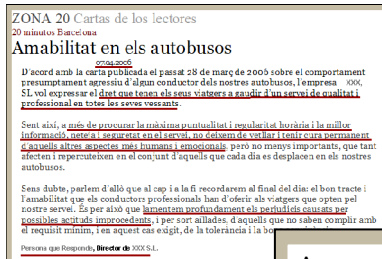 ZONA 20 Cartas de los lectores
20 minutos Barcelona
Amabilitat en els autobusos
07.04.2006
D'acord amb la carta publicada el passat 28 de març de 2006 sobre el comportament
presumptament agressiu d'algun conductor dels nostres autobusos, l'empresa XXX,
SL vol expressar el dret que tenen els seus viatgers a gaudir d'un servei de qualitat i
professional en totes les seves vessants.
Sent així, a més de procurar la màxima puntualitat i regularitat horària i la millor
informació, neteja i seguretat en el servei, no deixem de vetllar i tenir cura permanent
d'aquells altres aspectes més humans i emocionals, però no menys importants, que tant
afecten i repercuteixen en el conjunt d'aquells que cada dia es desplacen en els nostres
autobusos.
Sens dubte, parlem d'allò que al cap i a la fi recordarem al final del dia: el bon tracte i
l'amabilitat que els conductors professionals han d'oferir als viatgers que opten pel
nostre servei. És per això que lamentem profundament els perjudicis causats per
possibles actituds improcedents, i per sort aïllades, d'aquells que no saben complir amb
el requisit mínim, i en aquest cas exigit, de la tolerància i la
Persona que Responds, Director de XXX S.L.